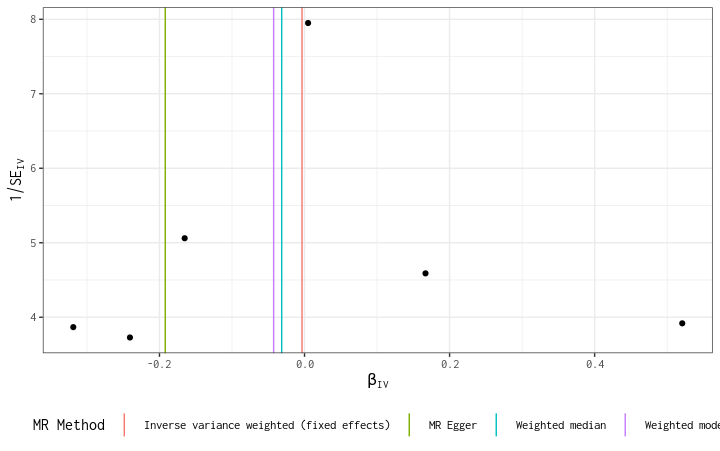 8
7
6
5
4
1/SE_IV
-0.2
0.0
0.2
0.4
β_IV
MR Method
Inverse variance weighted (fixed effects)
MR Egger
Weighted median
Weighted mode